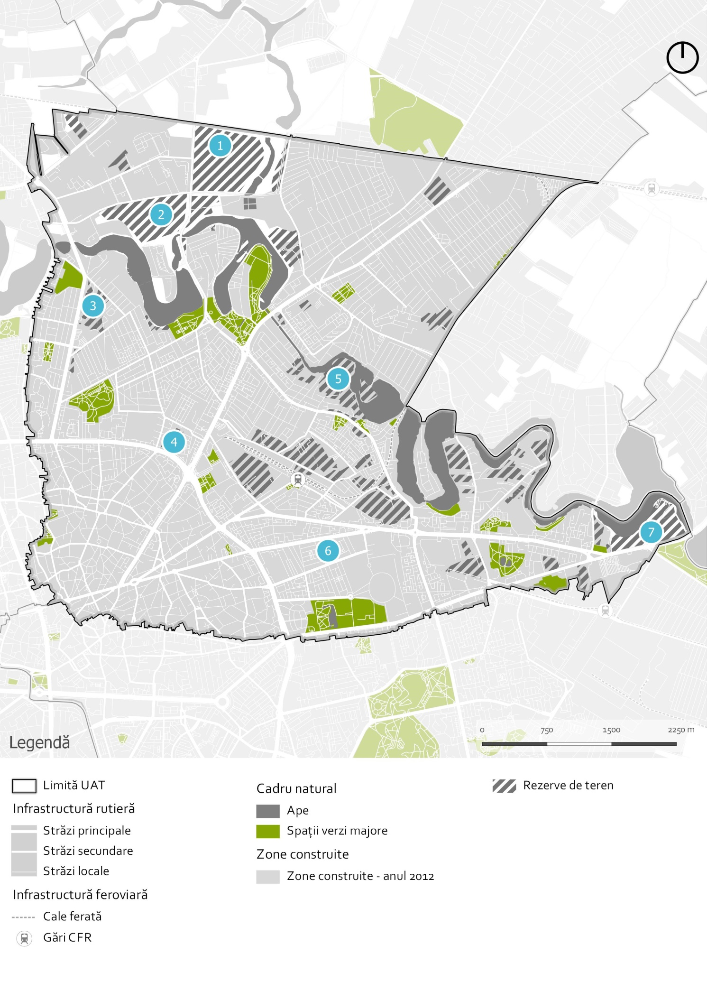 1
2
3
5
4
7
6
0 750 1500 2250 m
Legendă
Limită UAT
Infrastructură rutieră
Străzi principale
Străzi secundare
Străzi locale
Infrastructură feroviară
Cale ferată
Gări CFR
Cadru natural
Ape
Spații verzi majore
Zone construite
Zone construite - anul 2012
Rezerve de teren